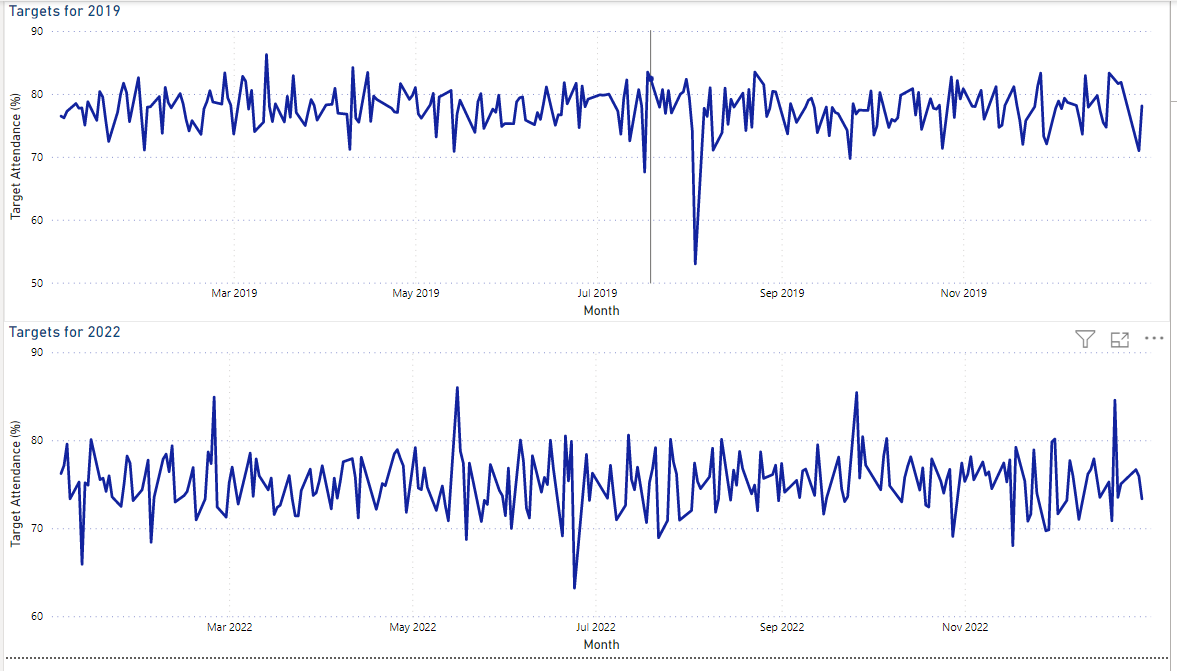 Targets for 2019
90
80
70
60
50
Target Attendance (%)
Mar 2019 May 2019 Jul 2019 Sep 2019 Nov 2019
Month
Targets for 2022
90
80
70
60
Target Attendance (%)
Mar 2022 May 2022 Jul 2022 Sep 2022 Nov 2022
Month